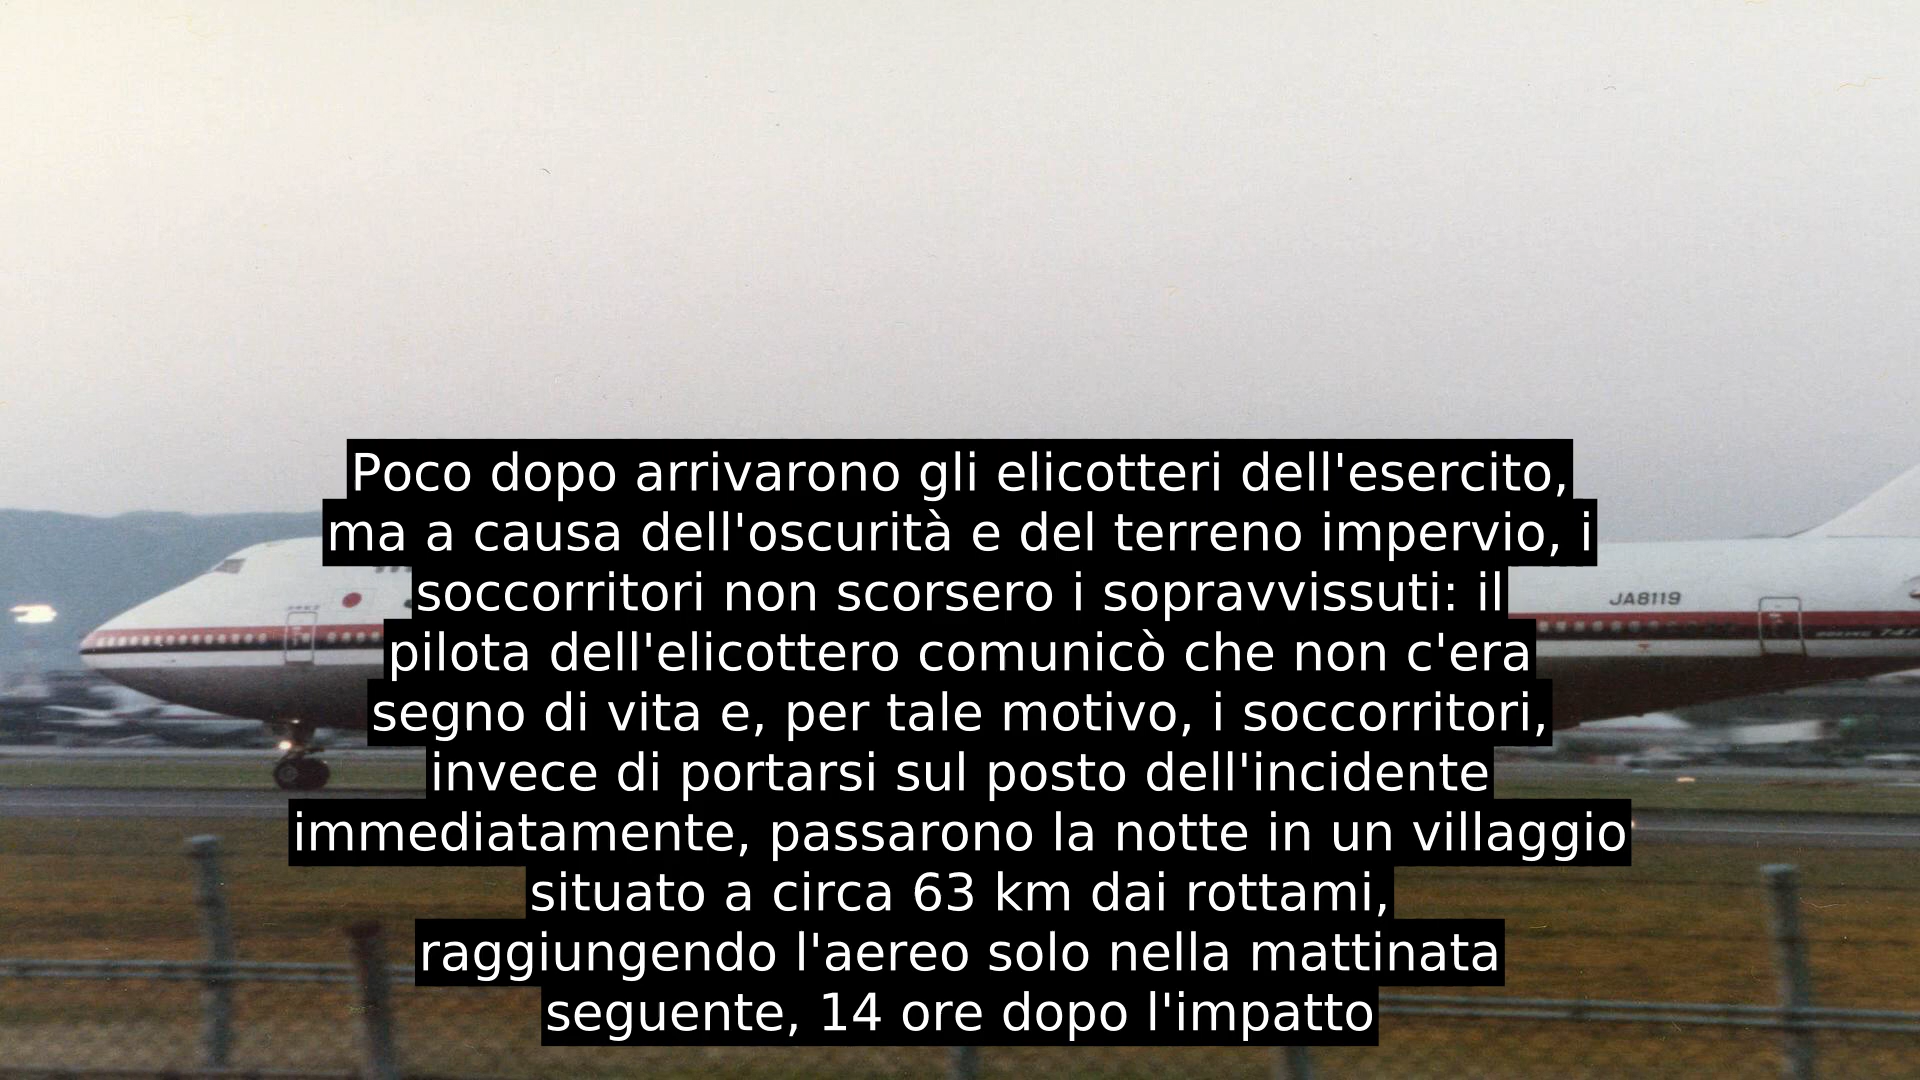 Poco dopo arrivarono gli elicotteri dell'esercito,
ma a causa dell'oscurità e del terreno impervio, i
soccorritori non scorsero i sopravvissuti: il
pilota dell'elicottero comunicò che non c'era
segno di vita e, per tale motivo, i soccorritori,
invece di portarsi sul posto dell'incidente
immediatamente, passarono la notte in un villaggio
situato a circa 63 km dai rottami,
raggiungendo l'aereo solo nella mattinata
seguente, 14 ore dopo l'impatto
JA8119
BOEING 747